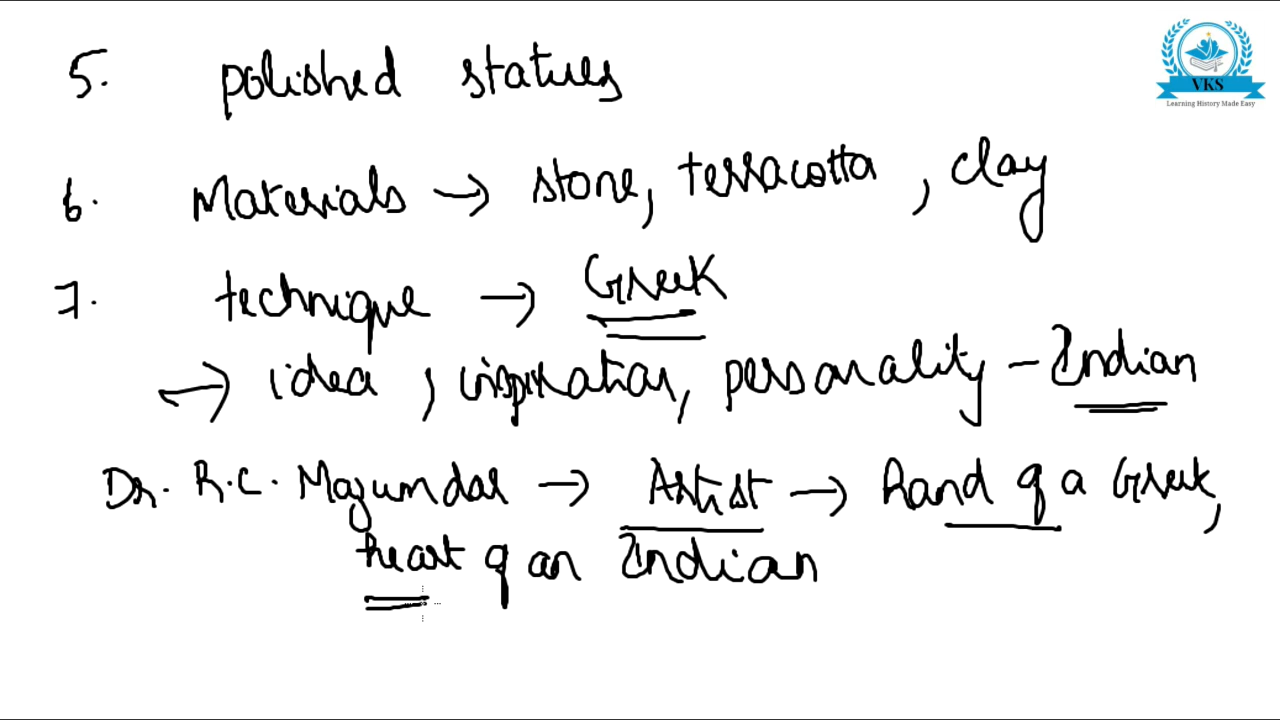 VKS
Learning History Made Easy
5. polished statues
6. Materials → stone, terracotta, clay
7. technique → Greek
→ idea, inspiration, personality - Indian
Dr. R.C. Majumdar → Artist → Hand of a Greek,
heart of an Indian